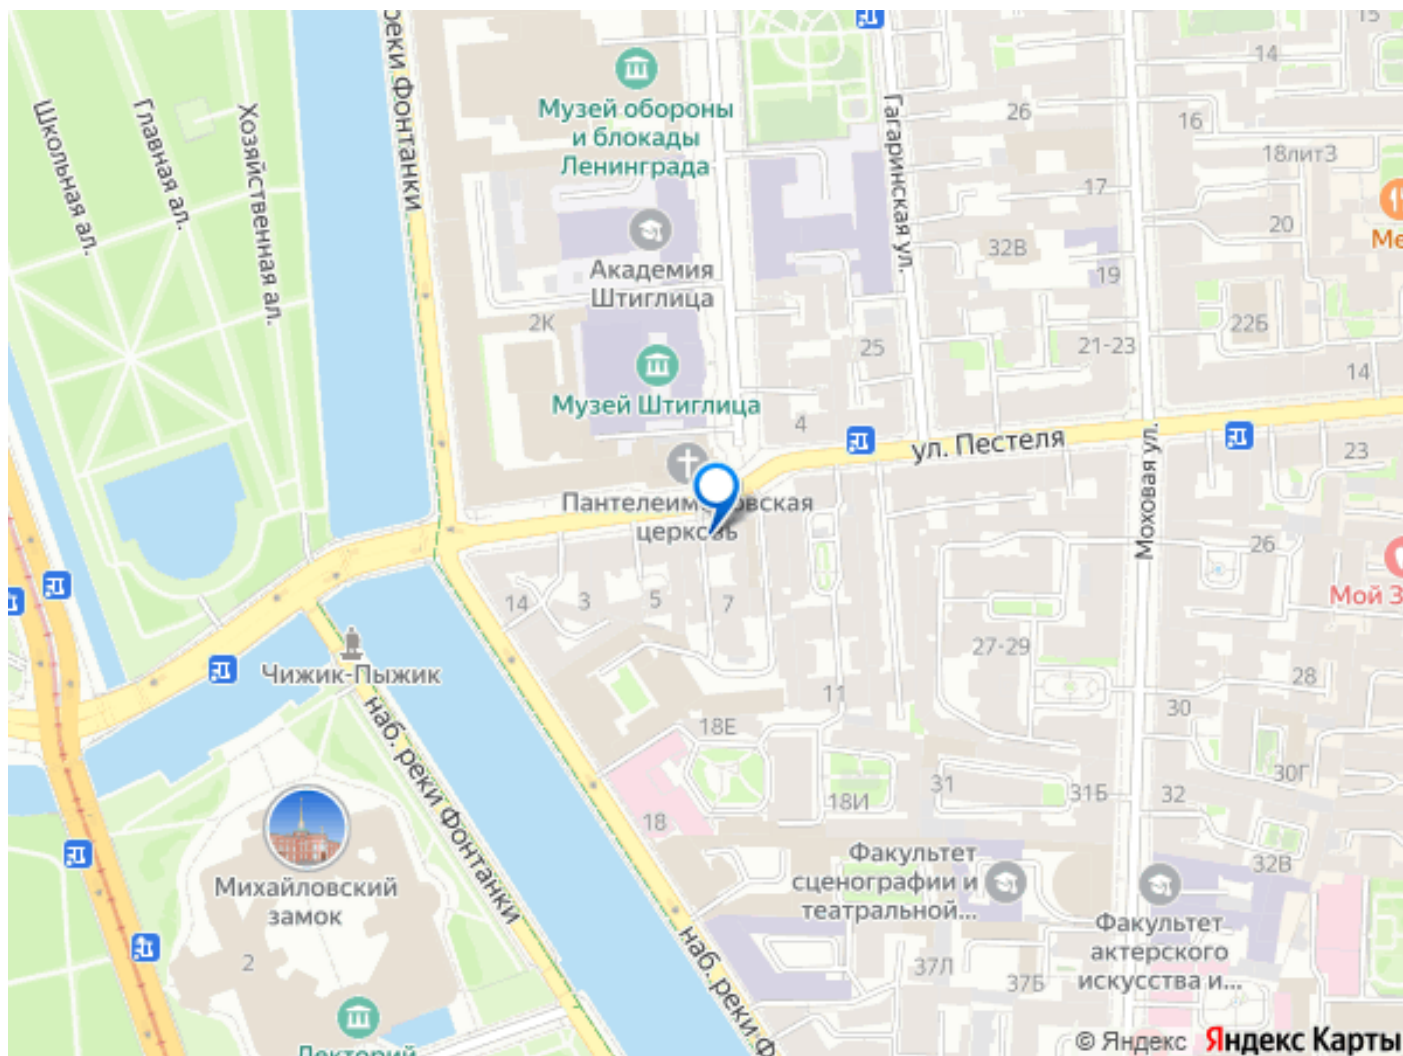 реки Фонтанки
15
14
Музей обороны
и блокады
Ленинграда
Школьная ал.
Главная ал.
Хозяйственная ал.
Гагаринская ул.
26
16
18литЗ
17
20
Ме
32В
19
Академия
Штиглица
2К
22Б
25
21-23
14
Музей Штиглица
4
ул. Пестеля
Моховая ул.
23
Пантелеим
овская
церковь
26
Мой З
14
3
5
7
27-29
Чижик-Пыжик
28
11
30
18Е
наб. реки Фонтанки
31
31Б
30Г
32
18И
18
Михайловский
замок
Факультет
сценографии и
театральной...
32В
Факультет
актерского
искусства и...
2
наб. реки Ф
37Л
37Б
Лекторий
© Яндекс Яндекс Карты